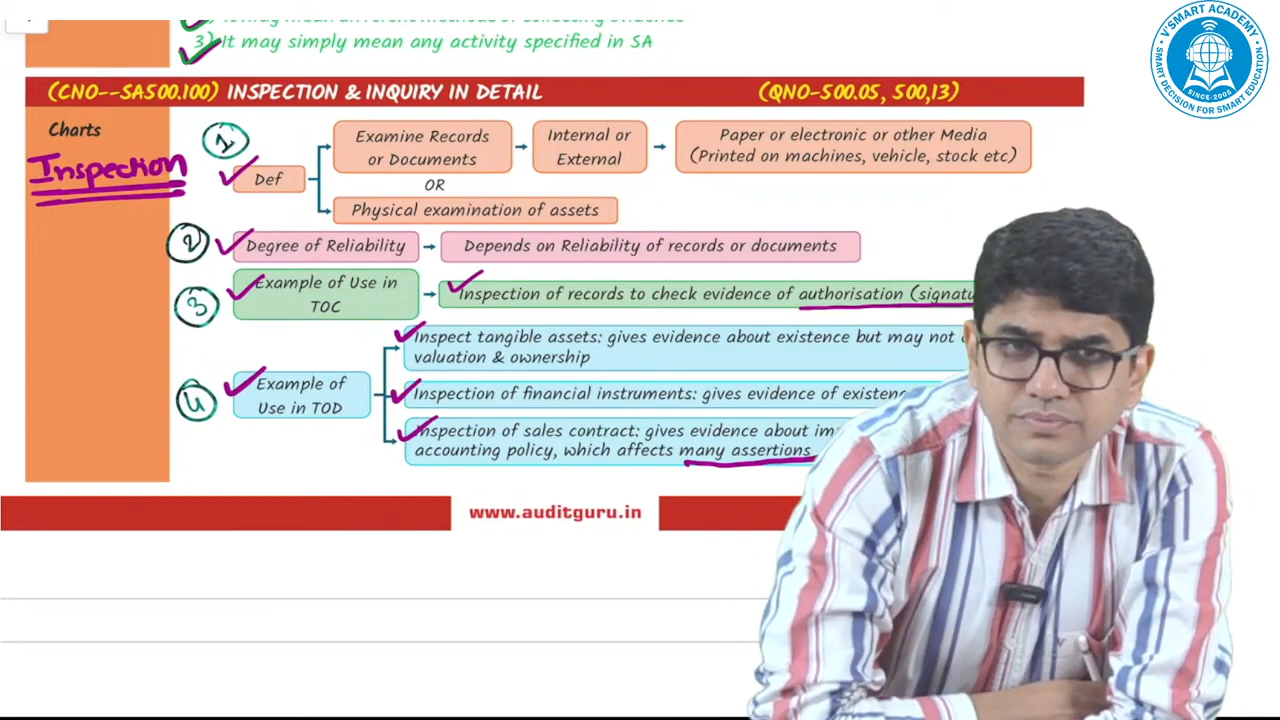 3) It may simply mean any activity specified in SA
V'SMART ACADEMY
SMART DECISION FOR SMART EDUCATION
SINCE-2005
(CNO--SA500.100) INSPECTION & INQUIRY IN DETAIL (QNO-500.05, 500,13)
Charts
Inspection
1
Def
Examine Records
or Documents
Internal or
External
Paper or electronic or other Media
(Printed on machines, vehicle, stock etc)
OR
Physical examination of assets
2
Degree of Reliability
Depends on Reliability of records or documents
3
Example of Use in
TOC
Inspection of records to check evidence of authorisation
4
Example of
Use in TOD
Inspect tangible assets: gives evidence about existence but may not
valuation & ownership
Inspection of financial instruments: gives evidence of
Inspection of sales contract: gives evidence about
accounting policy, which affects many assertions
www.auditguru.in